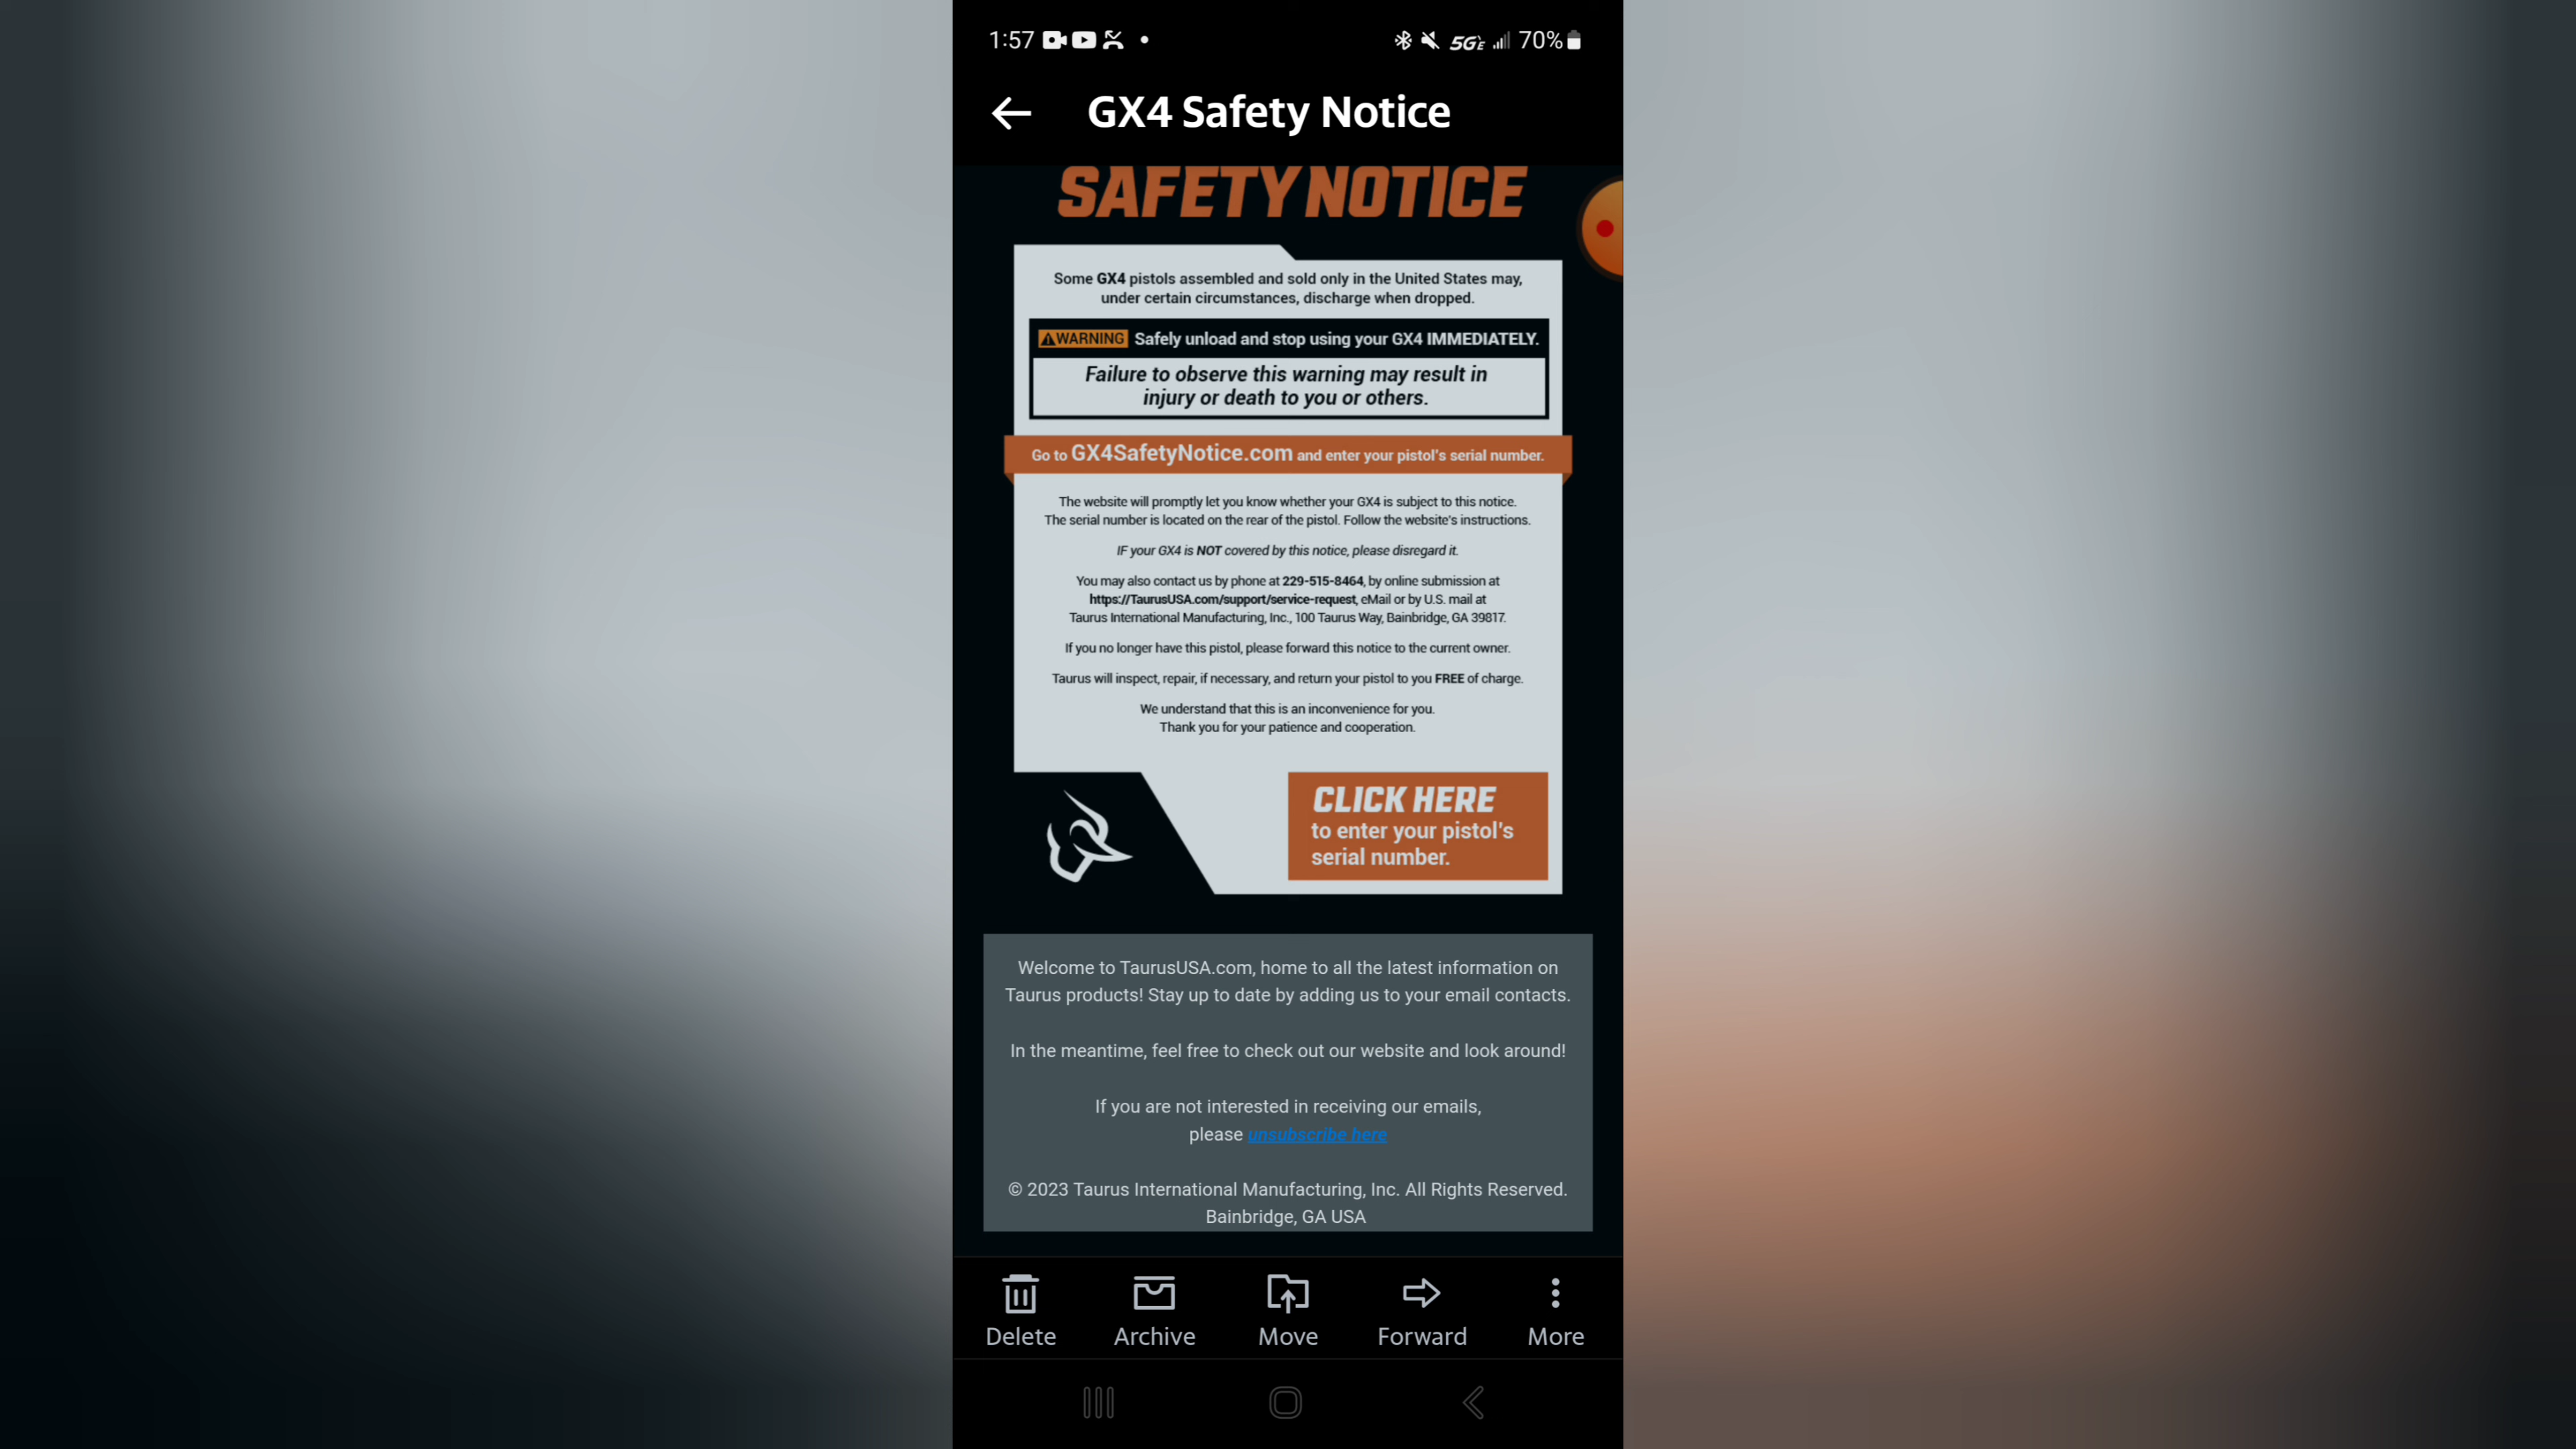 1:57
5GE 70%
GX4 Safety Notice
SAFETY NOTICE
Some GX4 pistols assembled and sold only in the United States may,
under certain circumstances, discharge when dropped.
WARNING Safely unload and stop using your GX4 IMMEDIATELY.
Failure to observe this warning may result in
injury or death to you or others.
Go to GX4SafetyNotice.com and enter your pistol's serial number.
The website will promptly let you know whether your GX4 is subject to this notice.
The serial number is located on the rear of the pistol. Follow the website's instructions.
IF your GX4 is NOT covered by this notice, please disregard it.
You may also contact us by phone at 229-515-8464, by online submission at
https://TaurusUSA.com/support/service-request, eMail or by U.S. mail at
Taurus International Manufacturing, Inc., 100 Taurus Way, Bainbridge, GA 39817.
If you no longer have this pistol, please forward this notice to the current owner.
Taurus will inspect, repair, if necessary, and return your pistol to you FREE of charge.
We understand that this is an inconvenience for you.
Thank you for your patience and cooperation.
CLICK HERE
to enter your pistol's
serial number.
Welcome to TaurusUSA.com, home to all the latest information on
Taurus products! Stay up to date by adding us to your email contacts.
In the meantime, feel free to check out our website and look around!
If you are not interested in receiving our emails,
please unsubscribe here
© 2023 Taurus International Manufacturing, Inc. All Rights Reserved.
Bainbridge, GA USA
Delete Archive Move Forward More